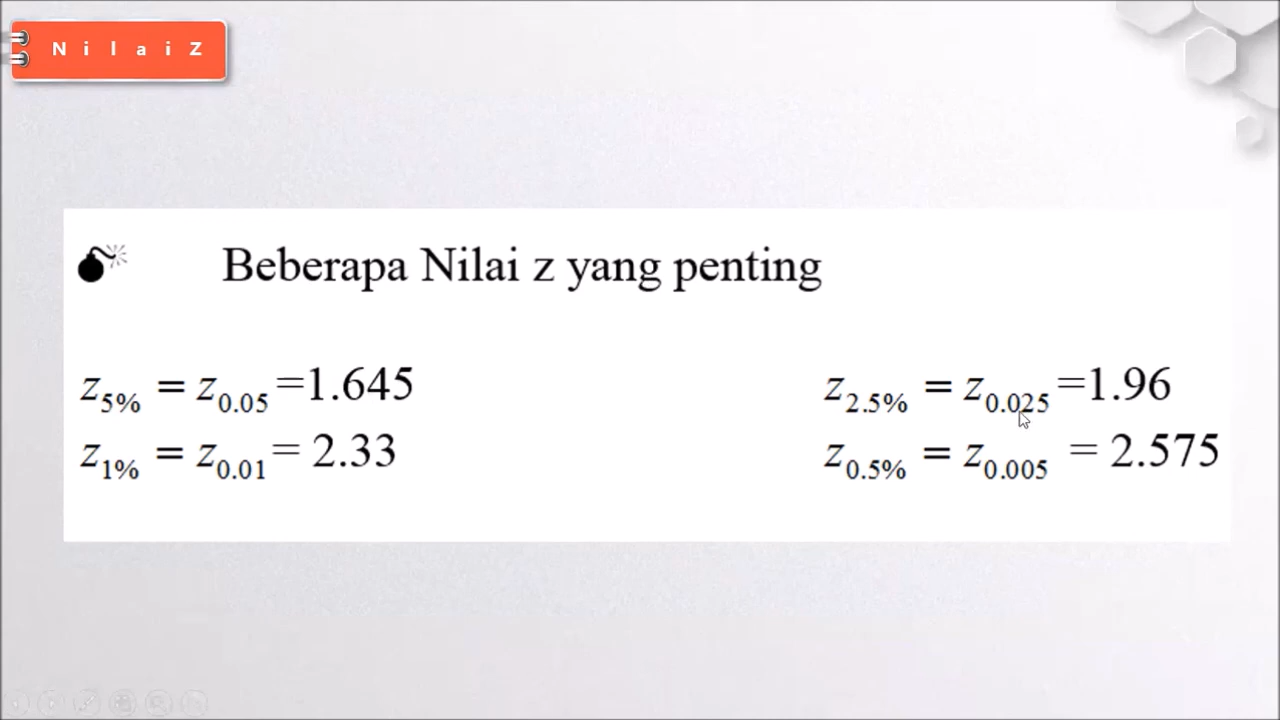 N i l a i Z
Beberapa Nilai z yang penting
z5% = z0.05 =1.645
z2.5% = z0.025 =1.96
z1% = z0.01 = 2.33
z0.5% = z0.005 = 2.575